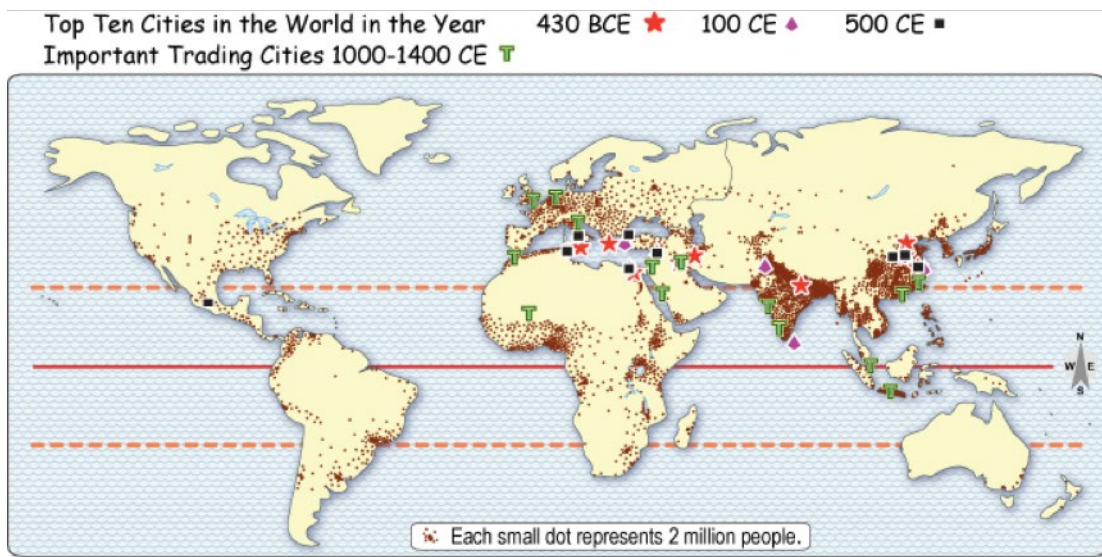 Top Ten Cities in the World in the Year 430 BCE 100 CE 500 CE
Important Trading Cities 1000-1400 CE T
N
W E
S
Each small dot represents 2 million people.